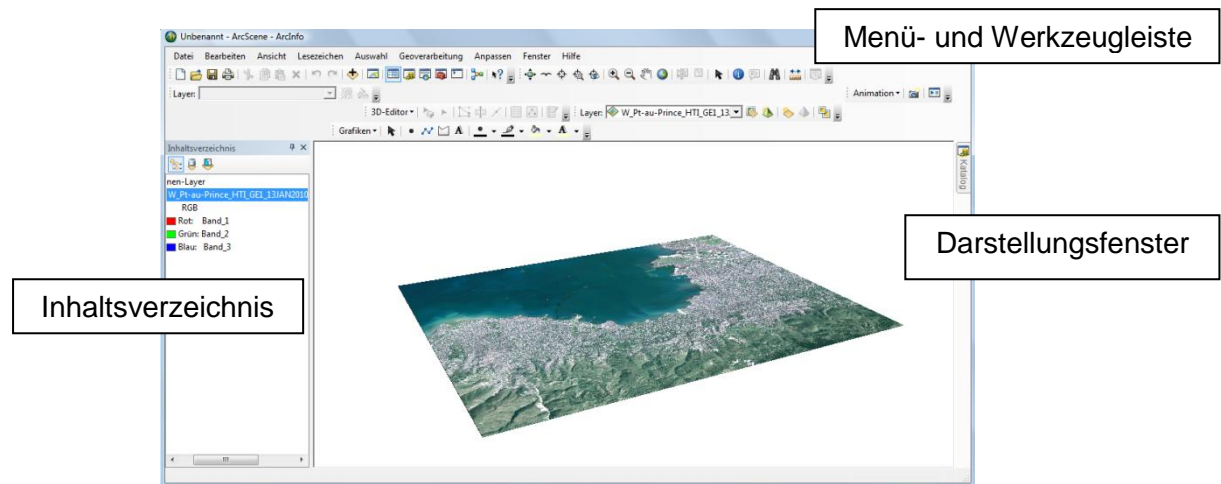 Menü- und Werkzeugleiste
Unbenannt - ArcScene - ArcInfo
Datei Bearbeiten Ansicht Lesezeichen Auswahl Geoverarbeitung Anpassen Fenster Hilfe
Layer:
Animation
3D-Editor Layer: W_Pt-au-Prince_HTI_GE1_13
Grafiken A A
Inhaltsverzeichnis
nen-Layer
W_Pt-au-Prince_HTI_GE1_13JAN2010
RGB
Rot: Band_1
Grün: Band_2
Blau: Band_3
Katalog
Darstellungsfenster
Inhaltsverzeichnis